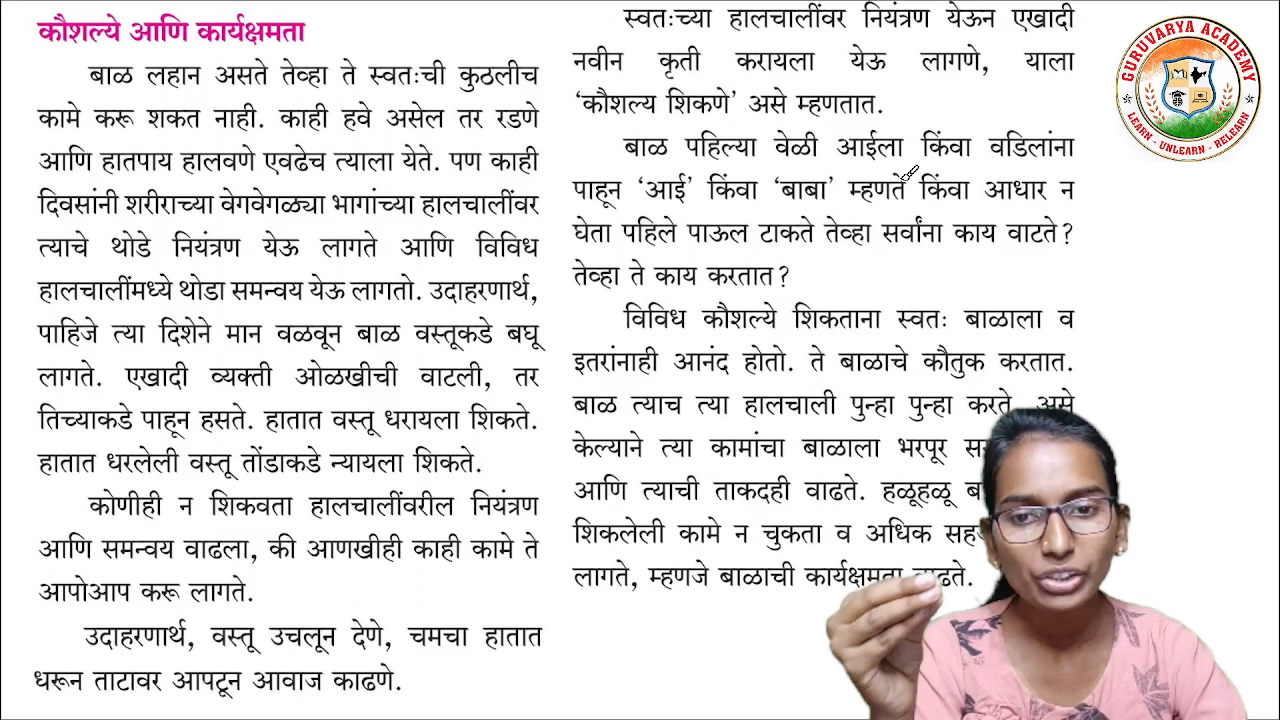 कौशल्ये आणि कार्यक्षमता
बाळ लहान असते तेव्हा ते स्वतःची कुठलीच
कामे करू शकत नाही. काही हवे असेल तर रडणे
आणि हातपाय हालवणे एवढेच त्याला येते. पण काही
दिवसांनी शरीराच्या वेगवेगळ्या भागांच्या हालचालींवर
त्याचे थोडे नियंत्रण येऊ लागते आणि विविध
हालचालींमध्ये थोडा समन्वय येऊ लागतो. उदाहरणार्थ,
पाहिजे त्या दिशेने मान वळवून बाळ वस्तूकडे बघू
लागते. एखादी व्यक्ती ओळखीची वाटली, तर
तिच्याकडे पाहून हसते. हातात वस्तू धरायला शिकते.
हातात धरलेली वस्तू तोंडाकडे न्यायला शिकते.
कोणीही न शिकवता हालचालींवरील नियंत्रण
आणि समन्वय वाढला, की आणखीही काही कामे ते
आपोआप करू लागते.
उदाहरणार्थ, वस्तू उचलून देणे, चमचा हातात
धरून ताटावर आपटून आवाज काढणे.
स्वतःच्या हालचालींवर नियंत्रण येऊन एखादी
नवीन कृती करायला येऊ लागणे, याला
‘कौशल्य शिकणे’ असे म्हणतात.
बाळ पहिल्या वेळी आईला किंवा वडिलांना
पाहून ‘आई’ किंवा ‘बाबा’ म्हणते किंवा आधार न
घेता पहिले पाऊल टाकते तेव्हा सर्वांना काय वाटते?
तेव्हा ते काय करतात?
विविध कौशल्ये शिकताना स्वतः बाळाला व
इतरांनाही आनंद होतो. ते बाळाचे कौतुक करतात.
बाळ त्याच त्या हालचाली पुन्हा पुन्हा करते. असे
केल्याने त्या कामांचा बाळाला भरपूर
आणि त्याची ताकदही वाढते. हळूहळू
शिकलेली कामे न चुकता व अधिक
लागते, म्हणजे बाळाची कार्यक्षमता वाढते.
GURUVARYA ACADEMY
LEARN - UNLEARN - RELEARN